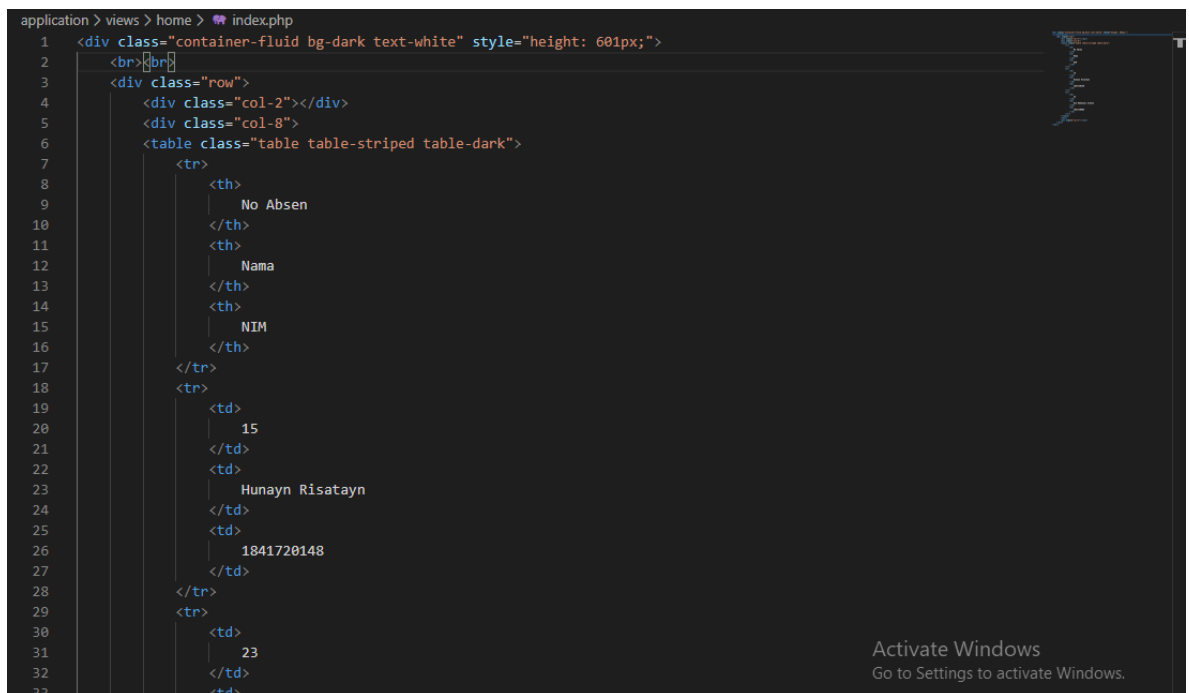 application > views > home > index.php
1 <div class="container-fluid bg-dark text-white" style="height: 601px;">
2 <br><br>
3 <div class="row">
4 <div class="col-2"></div>
5 <div class="col-8">
6 <table class="table table-striped table-dark">
7 <tr>
8 <th>
9 No Absen
10 </th>
11 <th>
12 Nama
13 </th>
14 <th>
15 NIM
16 </th>
17 </tr>
18 <tr>
19 <td>
20 15
21 </td>
22 <td>
23 Hunayn Risatayn
24 </td>
25 <td>
26 1841720148
27 </td>
28 </tr>
29 <tr>
30 <td>
31 23
32 </td>
33 <td>
Activate Windows
Go to Settings to activate Windows.